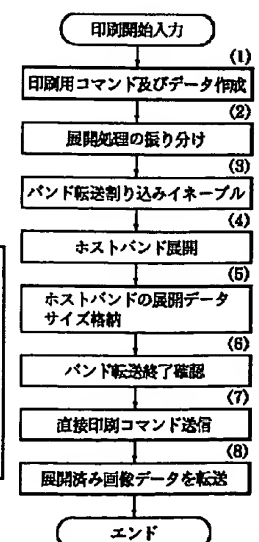 印刷開始入力
(1)
印刷用コマンド及びデータ作成
(2)
展開処理の振り分け
(3)
バンド転送割り込みイネーブル
(4)
ホストバンド展開
(5)
ホストバンドの展開データ
サイズ格納
(6)
バンド転送終了確認
(7)
直接印刷コマンド送信
(8)
展開済み画像データを転送
エンド